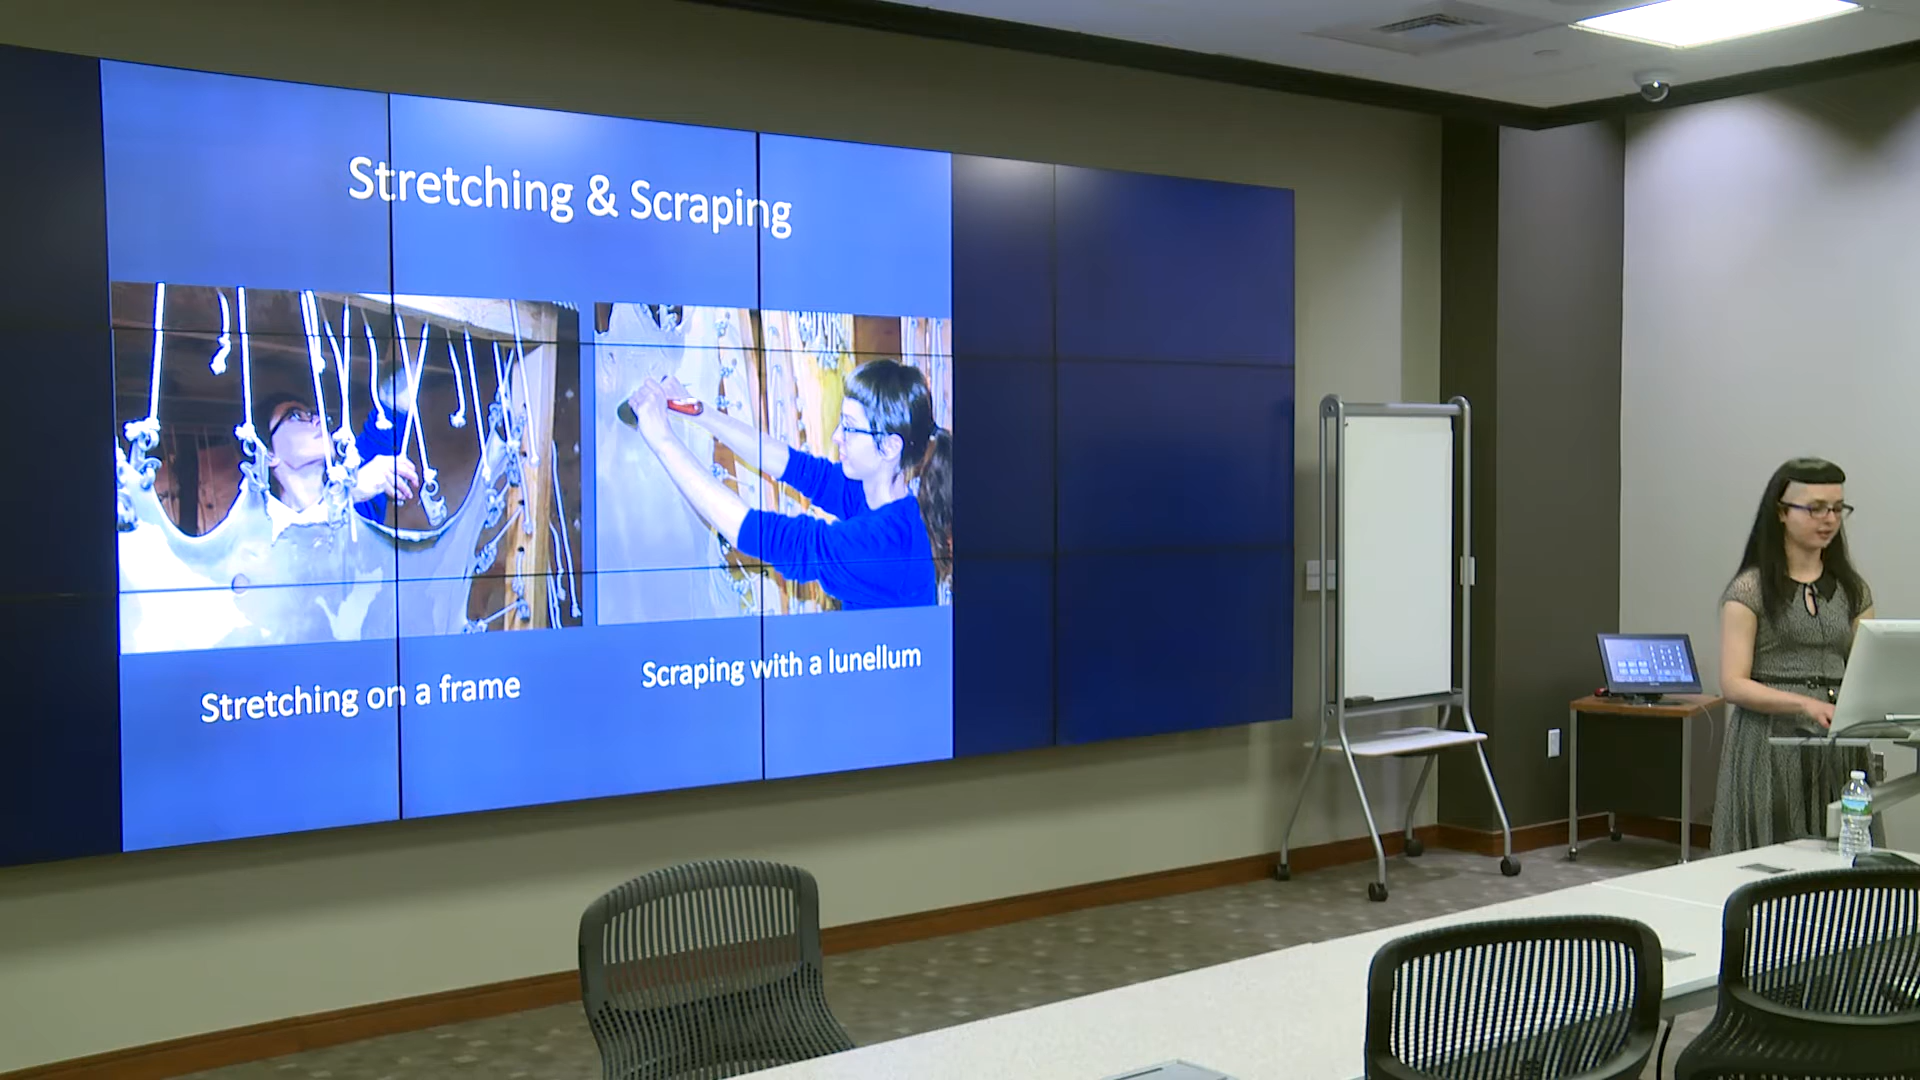 Stretching & Scraping
Stretching on a frame
Scraping with a lunellum